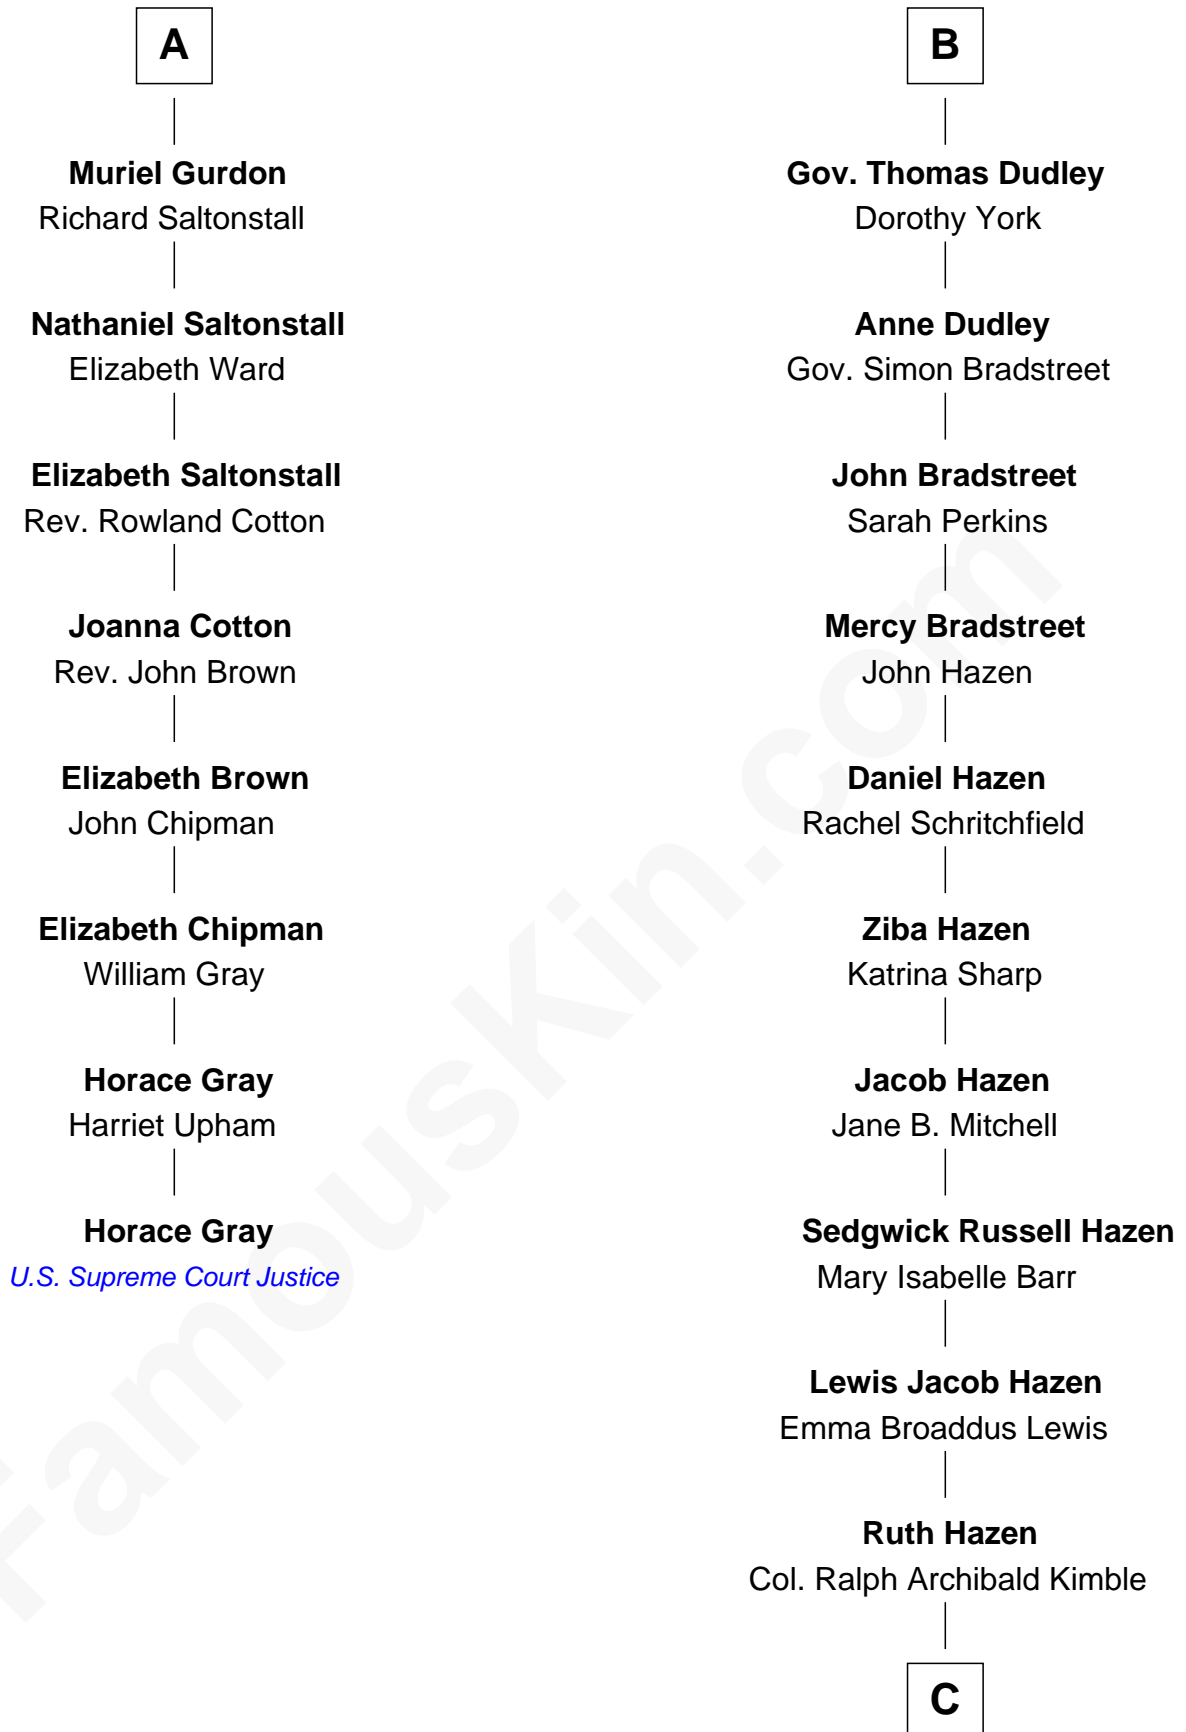 A
Muriel Gurdon
Richard Saltonstall
Nathaniel Saltonstall
Elizabeth Ward
Elizabeth Saltonstall
Rev. Rowland Cotton
Joanna Cotton
Rev. John Brown
Elizabeth Brown
John Chipman
Elizabeth Chipman
William Gray
Horace Gray
Harriet Upham
Horace Gray
U.S. Supreme Court Justice
B
Gov. Thomas Dudley
Dorothy York
Anne Dudley
Gov. Simon Bradstreet
John Bradstreet
Sarah Perkins
Mercy Bradstreet
John Hazen
Daniel Hazen
Rachel Schritchfield
Ziba Hazen
Katrina Sharp
Jacob Hazen
Jane B. Mitchell
Sedgwick Russell Hazen
Mary Isabelle Barr
Lewis Jacob Hazen
Emma Broaddus Lewis
Ruth Hazen
Col. Ralph Archibald Kimble
C
FamousKin.com